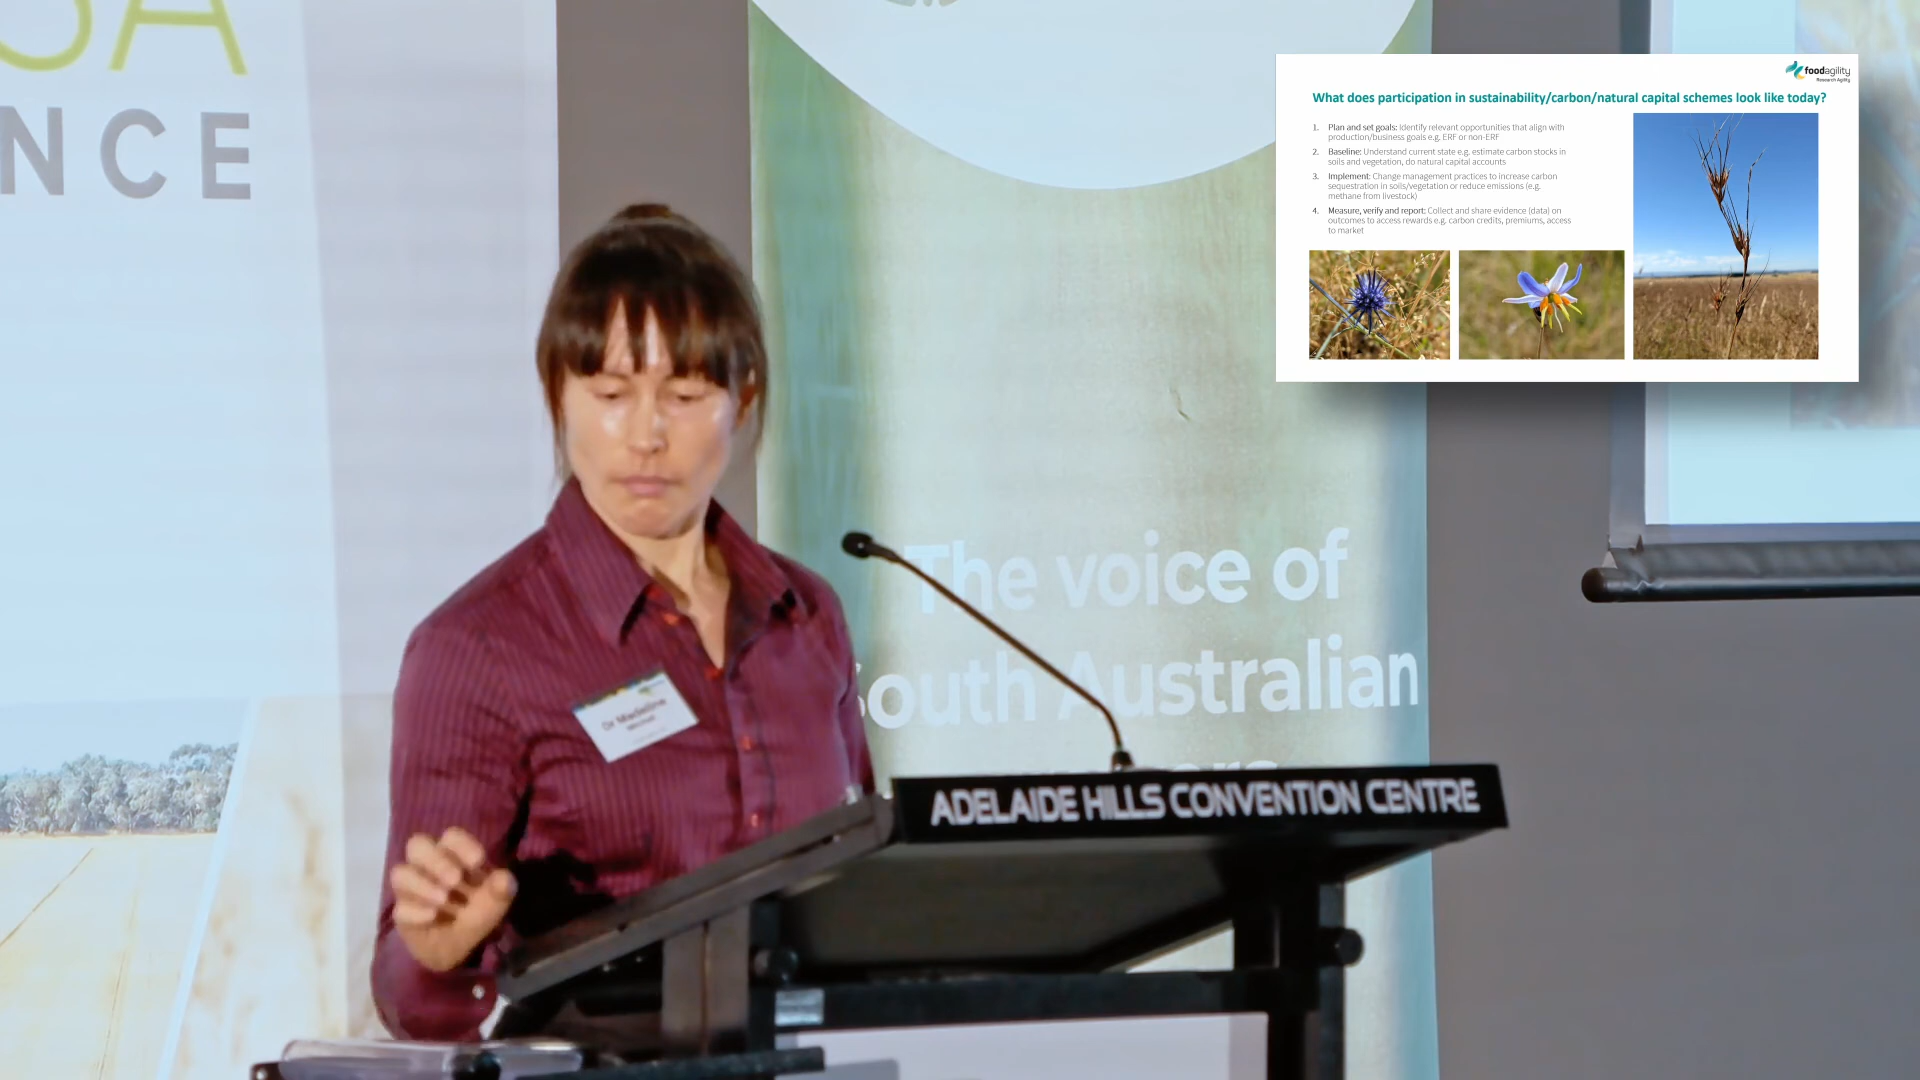 SA
NCE
foodagility
Research Agility
What does participation in sustainability/carbon/natural capital schemes look like today?
1. Plan and set goals: Identify relevant opportunities that align with
production/business goals e.g. ERF or non-ERF
2. Baseline: Understand current state e.g. estimate carbon stocks in
soils and vegetation, do natural capital accounts
3. Implement: Change management practices to increase carbon
sequestration in soils/vegetation or reduce emissions (e.g.
methane from livestock)
4. Measure, verify and report: Collect and share evidence (data) on
outcomes to access rewards e.g. carbon credits, premiums, access
to market
The voice of
South Australian
Dr Madeline
ADELAIDE HILLS CONVENTION CENTRE